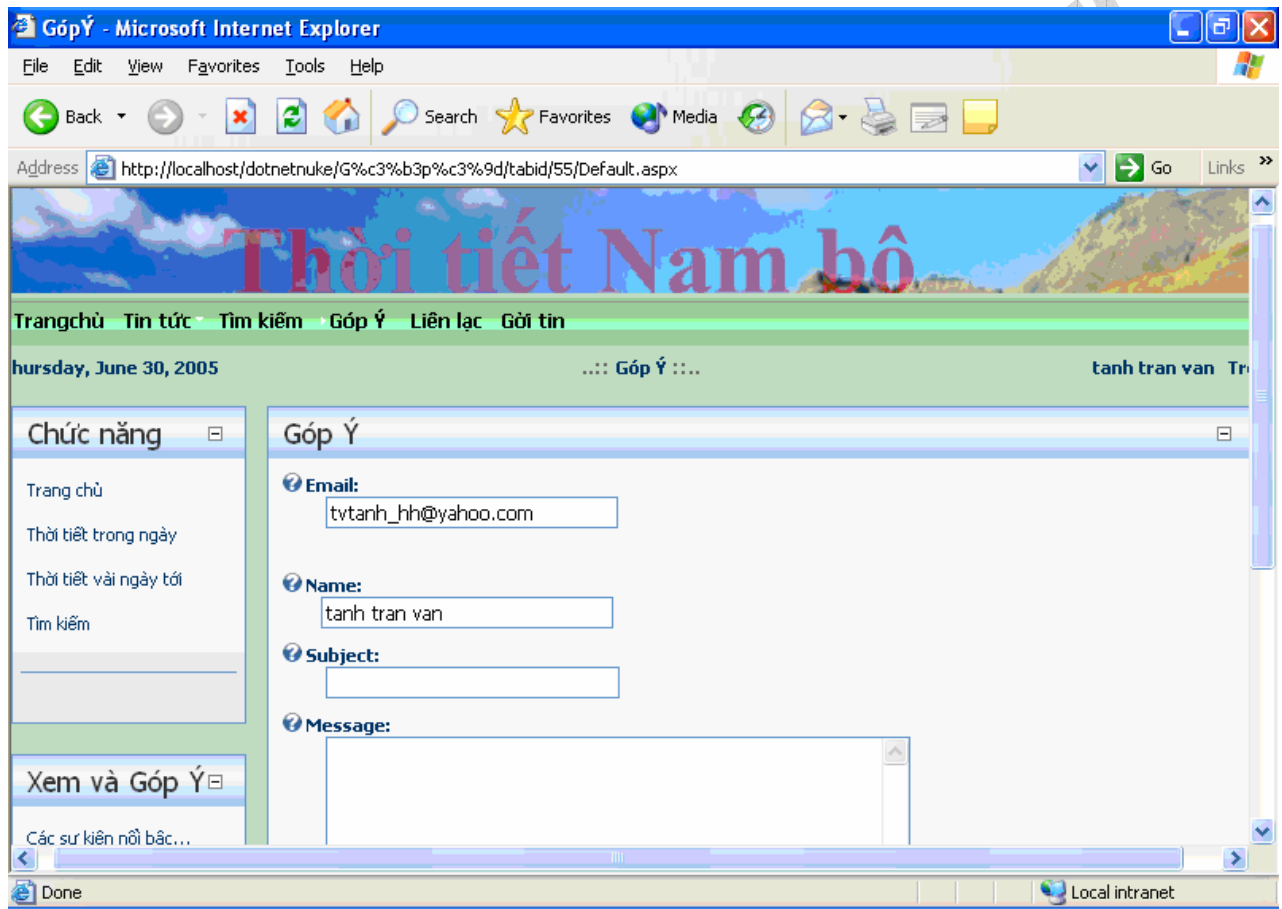 GópÝ - Microsoft Internet Explorer
File Edit View Favorites Tools Help
Back Search Favorites Media
Address http://localhost/dotnetnuke/G%c3%b3p%c3%9d/tabid/55/Default.aspx Go Links »
Thời tiết Nam bộ
Trangchủ Tin tức Tìm kiếm Góp Ý Liên lạc Gởi tin
hursday, June 30, 2005 ..:: Góp Ý ::.. tanh tran van
Chức năng
Trang chủ
Thời tiết trong ngày
Thời tiết vài ngày tới
Tìm kiếm
Xem và Góp Ý
Các sự kiện nổi bậc...
Góp Ý
Email:
tvtanh_hh@yahoo.com
Name:
tanh tran van
Subject:
Message:
Done Local intranet